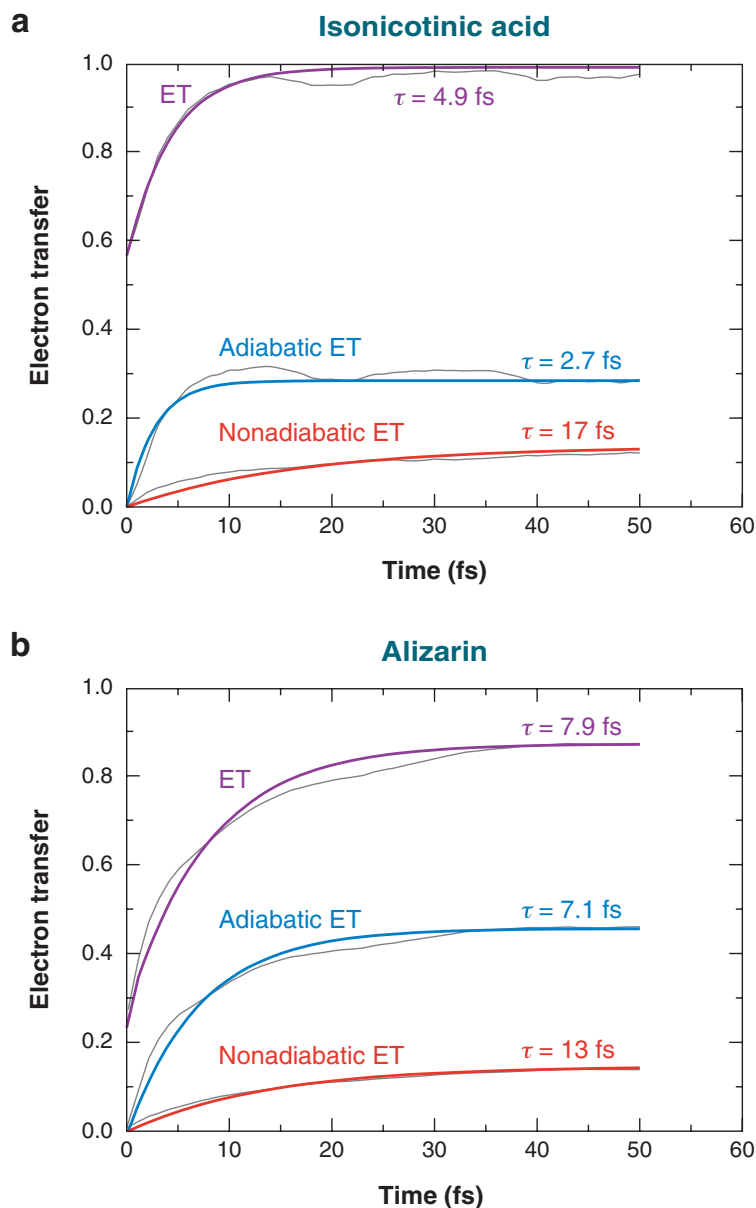 a
Isonicotinic acid
1.0
ET
τ = 4.9 fs
0.8
0.6
Electron transfer
0.4
Adiabatic ET
τ = 2.7 fs
0.2
Nonadiabatic ET
τ = 17 fs
0.0
0 10 20 30 40 50 60
Time (fs)
b
Alizarin
1.0
τ = 7.9 fs
0.8
ET
0.6
Electron transfer
Adiabatic ET
τ = 7.1 fs
0.4
0.2
Nonadiabatic ET
τ = 13 fs
0.0
0 10 20 30 40 50 60
Time (fs)